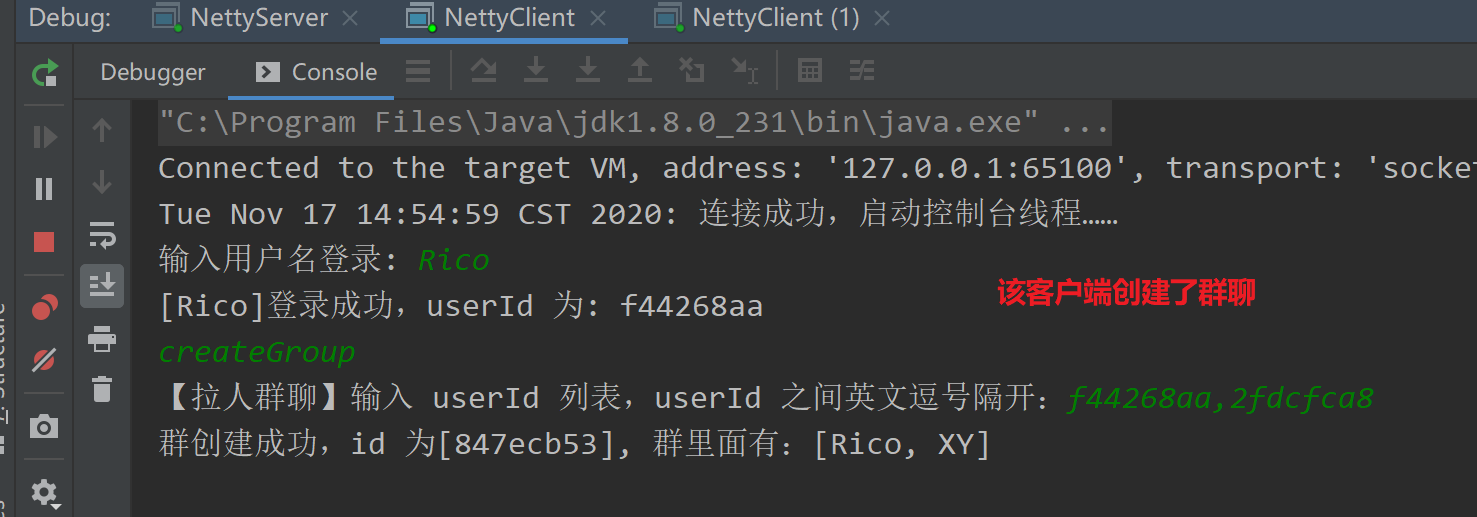 Debug: NettyServer NettyClient NettyClient (1)
Debugger Console
"C:\Program Files\Java\jdk1.8.0_231\bin\java.exe" ...
Connected to the target VM, address: '127.0.0.1:65100', transport: 'socket
Tue Nov 17 14:54:59 CST 2020: 连接成功，启动控制台线程……
输入用户名登录: Rico
该客户端创建了群聊
[Rico]登录成功，userId 为: f44268aa
createGroup
【拉人群聊】输入 userId 列表，userId 之间英文逗号隔开：f44268aa,2fdcfca8
群创建成功，id 为[847ecb53], 群里面有：[Rico, XY]